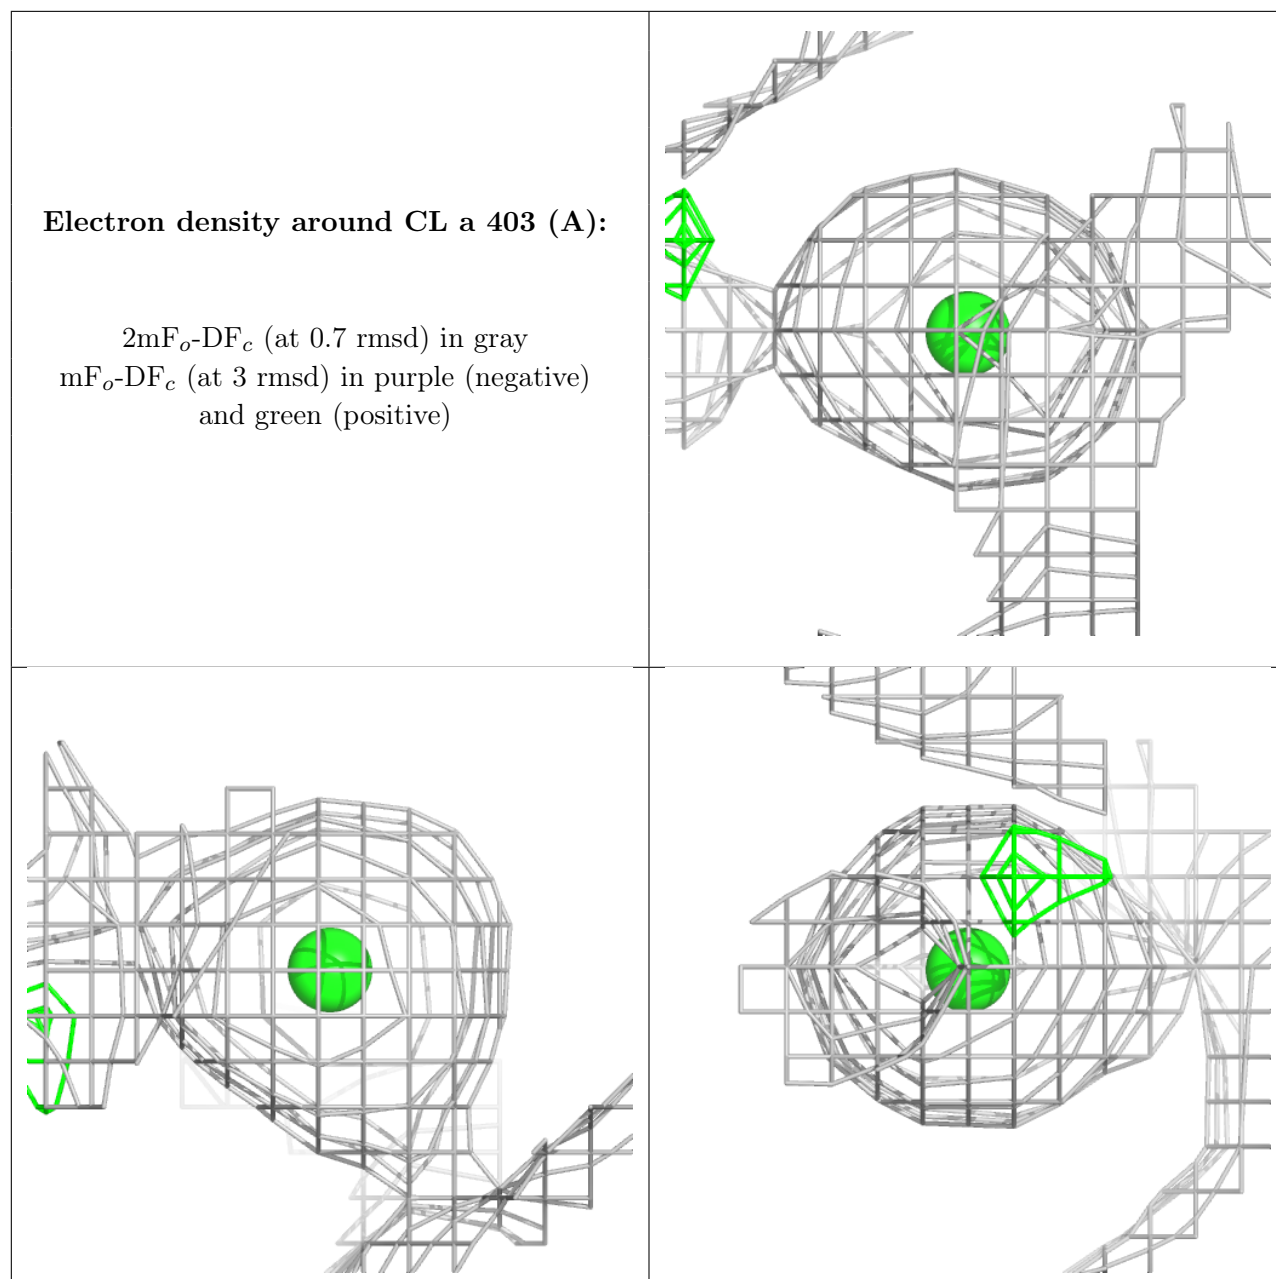 Electron density around CL a 403 (A):
2mFo-DFc (at 0.7 rmsd) in gray
mFo-DFc (at 3 rmsd) in purple (negative)
and green (positive)